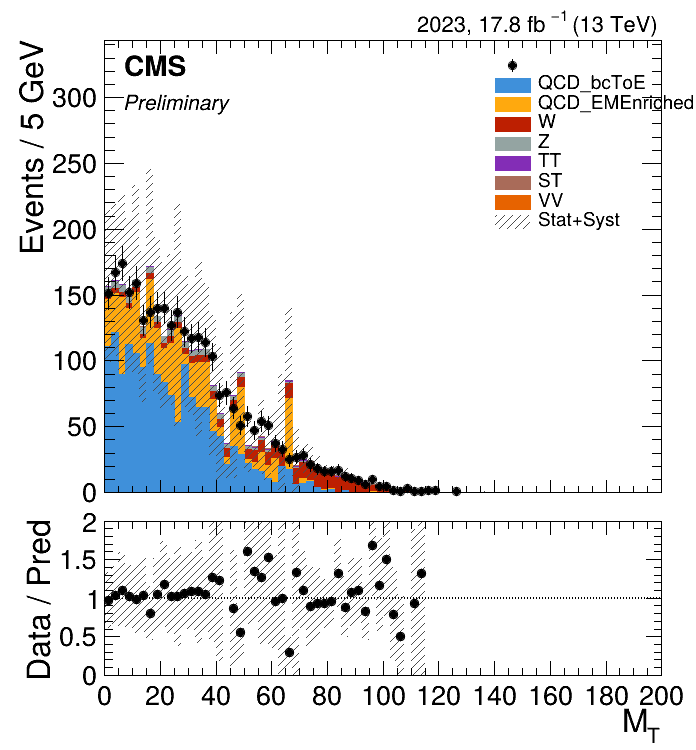 2023, 17.8 fb⁻¹ (13 TeV)
CMS
Preliminary
QCD_bcToE
QCD_EMEnriched
W
Z
TT
ST
VV
Stat+Syst
Events / 5 GeV
300
250
200
150
100
50
0
Data / Pred
2
1.5
1
0.5
0
0 20 40 60 80 100 120 140 160 180 200
M_T